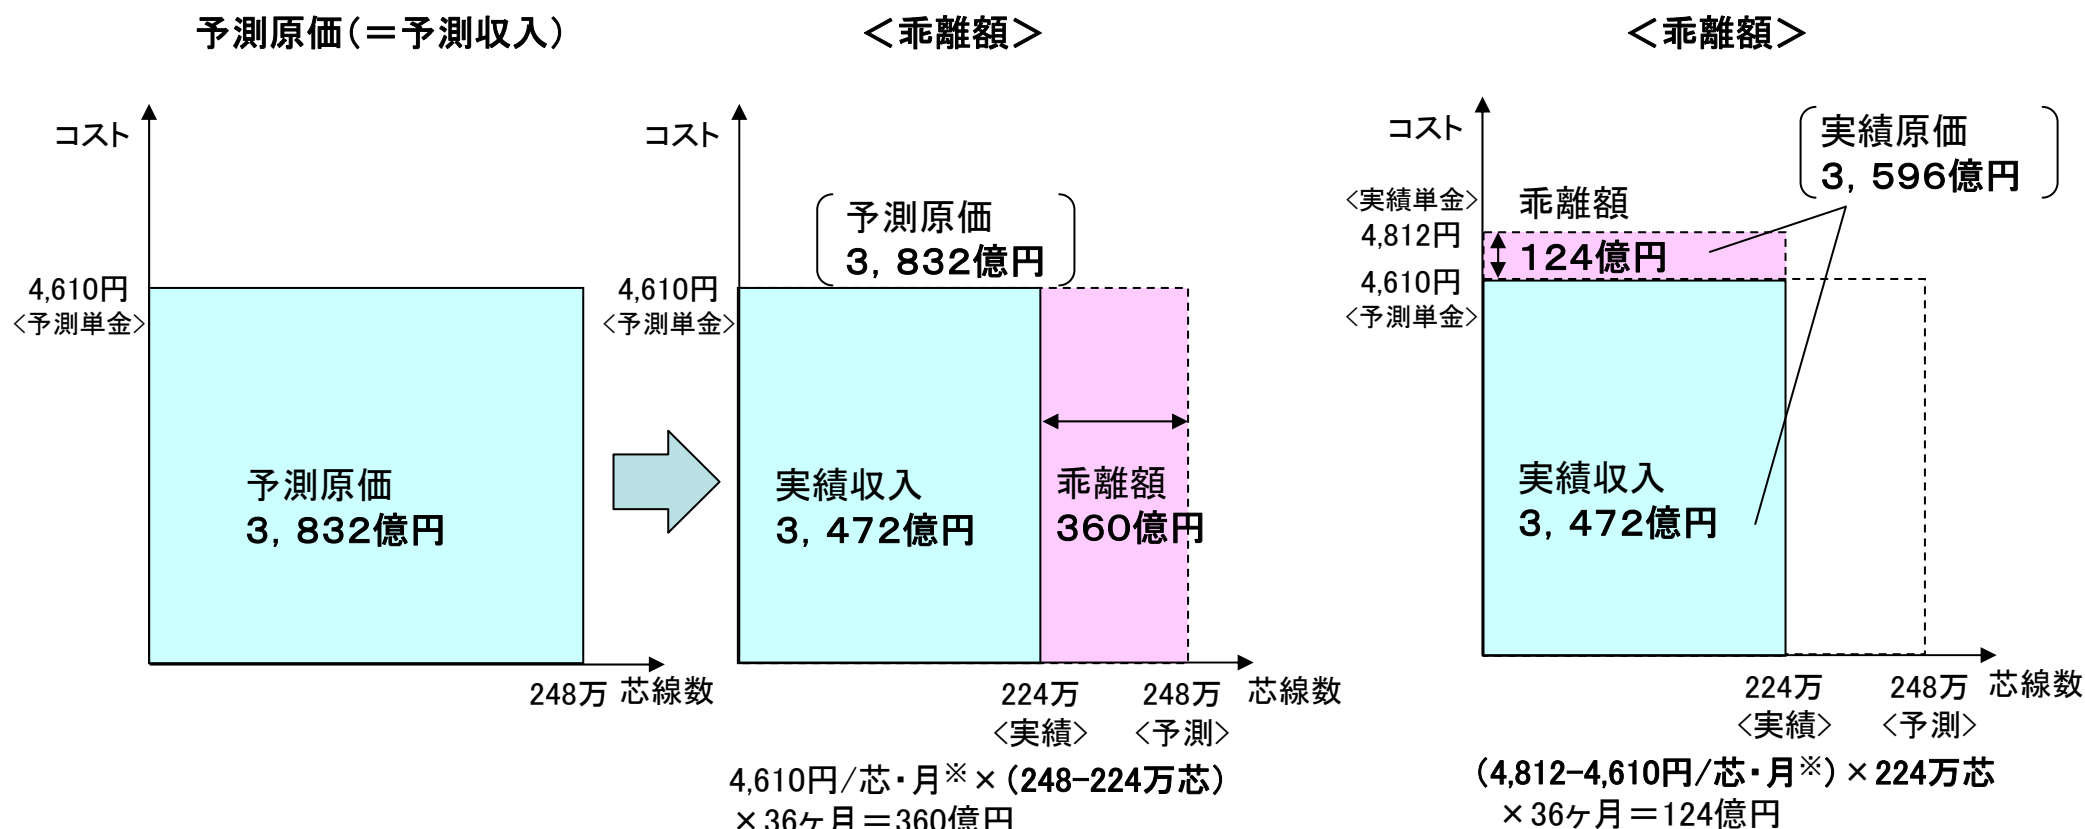 予測原価(＝予測収入)
＜乖離額＞
＜乖離額＞
コスト
4,610円
<予測単金>
予測原価
3,832億円
248万 芯線数
コスト
予測原価
3,832億円
4,610円
<予測単金>
実績収入
3,472億円
乖離額
360億円
224万
<実績>
248万
<予測>
芯線数
4,610円/芯・月※×(248-224万芯)
×36ヶ月＝360億円
コスト
実績原価
3,596億円
<実績単金>
4,812円
乖離額
124億円
4,610円
<予測単金>
実績収入
3,472億円
224万
<実績>
248万
<予測>
芯線数
(4,812-4,610円/芯・月※)×224万芯
×36ヶ月＝124億円